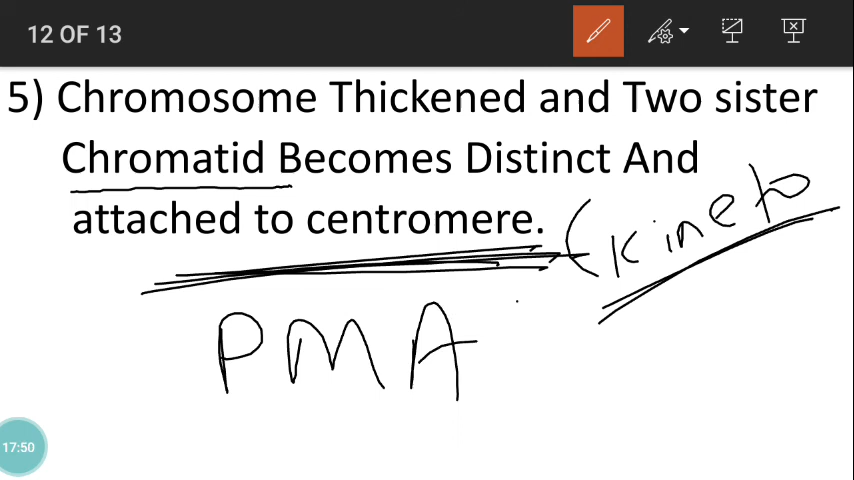 12 OF 13
5) Chromosome Thickened and Two sister
Chromatid Becomes Distinct And
attached to centromere. (Kineto
PMA
17:50